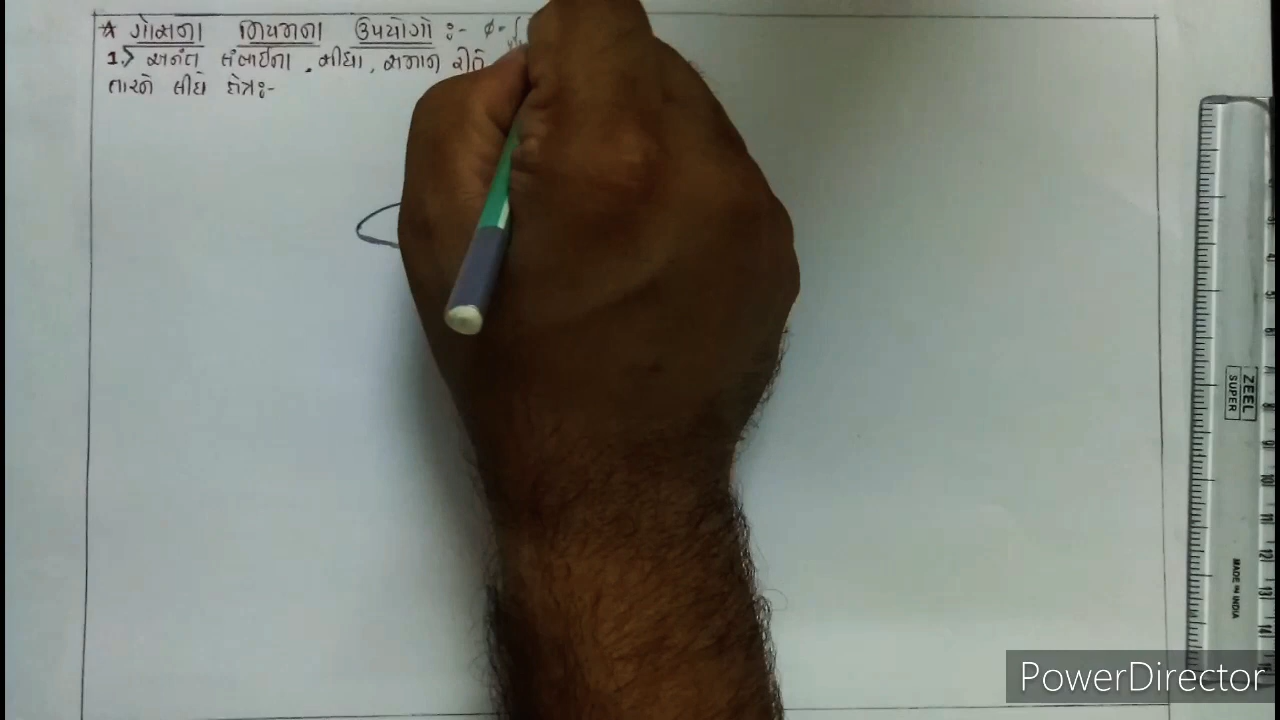 * ગોસના નિયમના ઉપયોગો :- φ=∫
1.> અનંત લંબાઈના , સીધા, સમાન રીતે
તારને લીધે ક્ષેત્ર:-
ZEEL
SUPER
MADE IN INDIA
PowerDirector